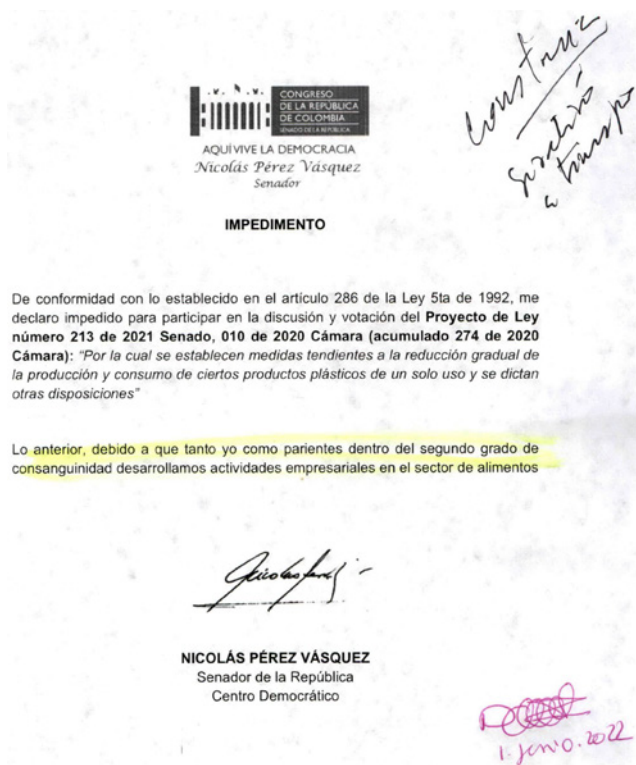 CONGRESO
DE LA REPÚBLICA
DE COLOMBIA
SENADO DE LA REPÚBLICA
AQUÍ VIVE LA DEMOCRACIA
Nicolás Pérez Vásquez
Senador
Constancia
IMPEDIMENTO
De conformidad con lo establecido en el artículo 286 de la Ley 5ta de 1992, me
declaro impedido para participar en la discusión y votación del Proyecto de Ley
número 213 de 2021 Senado, 010 de 2020 Cámara (acumulado 274 de 2020
Cámara): "Por la cual se establecen medidas tendientes a la reducción gradual de
la producción y consumo de ciertos productos plásticos de un solo uso y se dictan
otras disposiciones"
Lo anterior, debido a que tanto yo como parientes dentro del segundo grado de
consanguinidad desarrollamos actividades empresariales en el sector de alimentos
NICOLÁS PÉREZ VÁSQUEZ
Senador de la República
Centro Democrático
1. junio. 2022